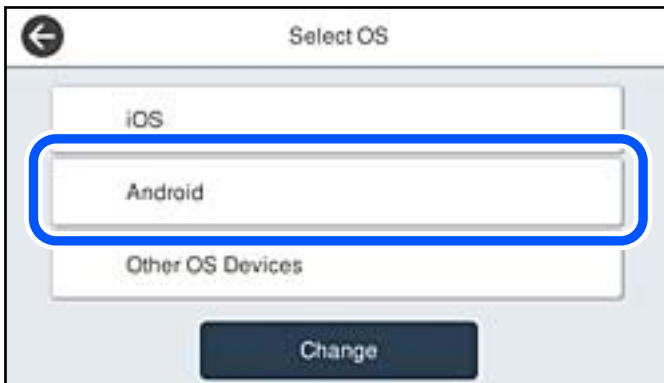 Select OS
iOS
Android
Other OS Devices
Change